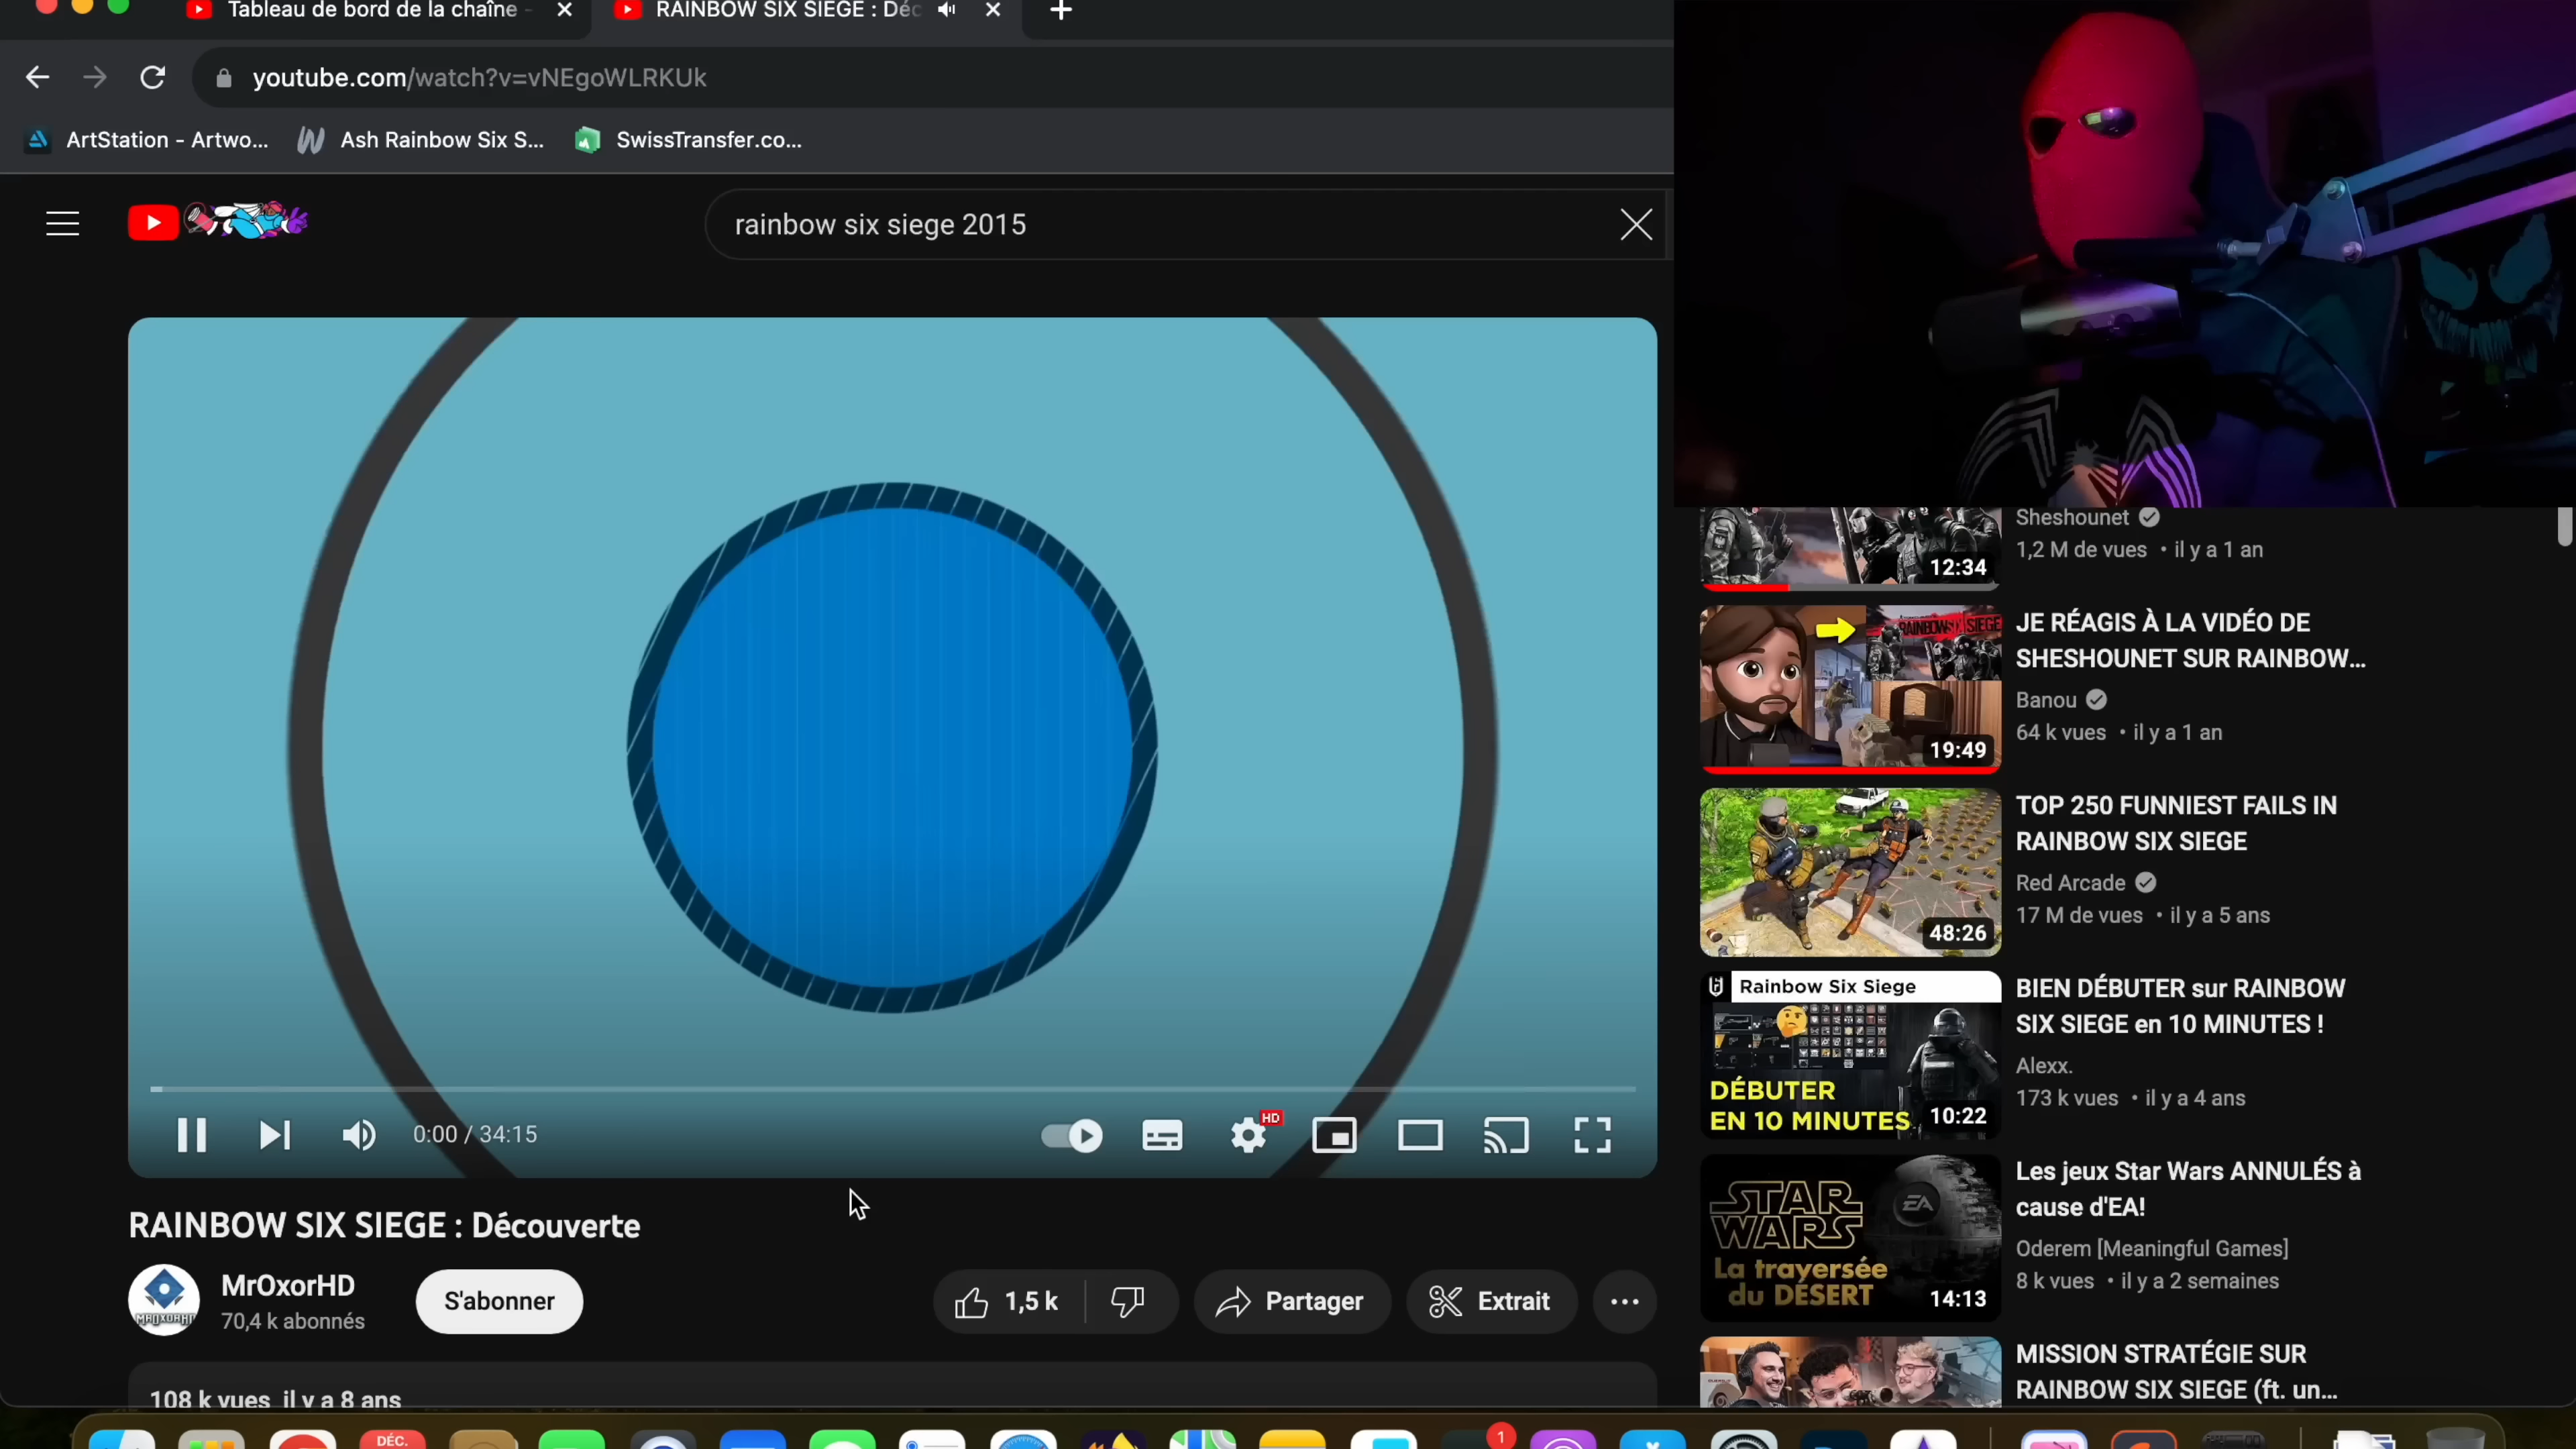 Tableau de bord de la chaîne -
RAINBOW SIX SIEGE : Déc
youtube.com/watch?v=vNEgoWLRKUk
ArtStation - Artwo...
Ash Rainbow Six S...
SwissTransfer.co...
rainbow six siege 2015
0:00 / 34:15
HD
RAINBOW SIX SIEGE : Découverte
MrOxorHD
70,4 k abonnés
S'abonner
1,5 k
Partager
Extrait
108 k vues il y a 8 ans
Sheshounet
1,2 M de vues • il y a 1 an
12:34
RAINBOW SIX SIEGE
19:49
JE RÉAGIS À LA VIDÉO DE
SHESHOUNET SUR RAINBOW...
Banou
64 k vues • il y a 1 an
48:26
TOP 250 FUNNIEST FAILS IN
RAINBOW SIX SIEGE
Red Arcade
17 M de vues • il y a 5 ans
Rainbow Six Siege
DÉBUTER
EN 10 MINUTES
10:22
BIEN DÉBUTER sur RAINBOW
SIX SIEGE en 10 MINUTES !
Alexx.
173 k vues • il y a 4 ans
STAR
WARS
EA
La traversée
du DÉSERT
14:13
Les jeux Star Wars ANNULÉS à
cause d'EA!
Oderem [Meaningful Games]
8 k vues • il y a 2 semaines
MISSION STRATÉGIE SUR
RAINBOW SIX SIEGE (ft. un...
DÉC.
1